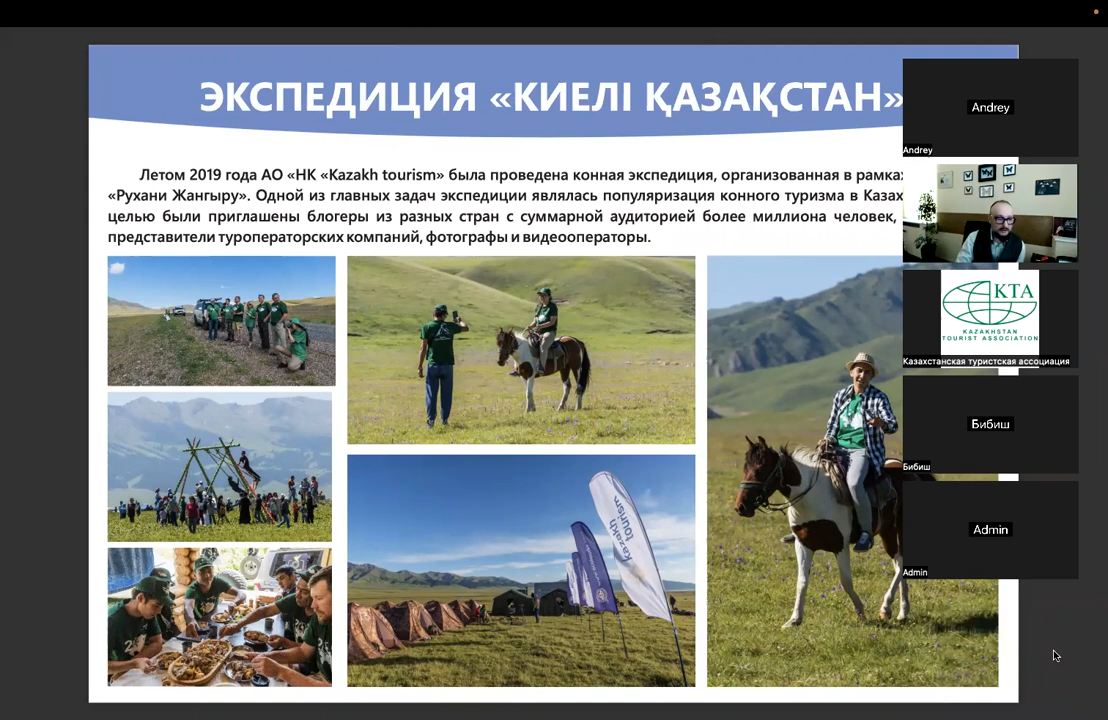 ЭКСПЕДИЦИЯ «КИЕЛІ ҚАЗАҚСТАН»
Летом 2019 года АО «НК «Kazakh tourism» была проведена конная экспедиция, организованная в
«Рухани Жангыру». Одной из главных задач экспедиции являлась популяризация конного туризма в
целью были приглашены блогеры из разных стран с суммарной аудиторией более миллиона человек,
представители туроператорских компаний, фотографы и видеооператоры.
kazakh
tourism
Andrey
Andrey
KTA
KAZAKHSTAN
TOURIST ASSOCIATION
Казахстанская туристская ассоциация
Бибиш
Бибиш
Admin
Admin